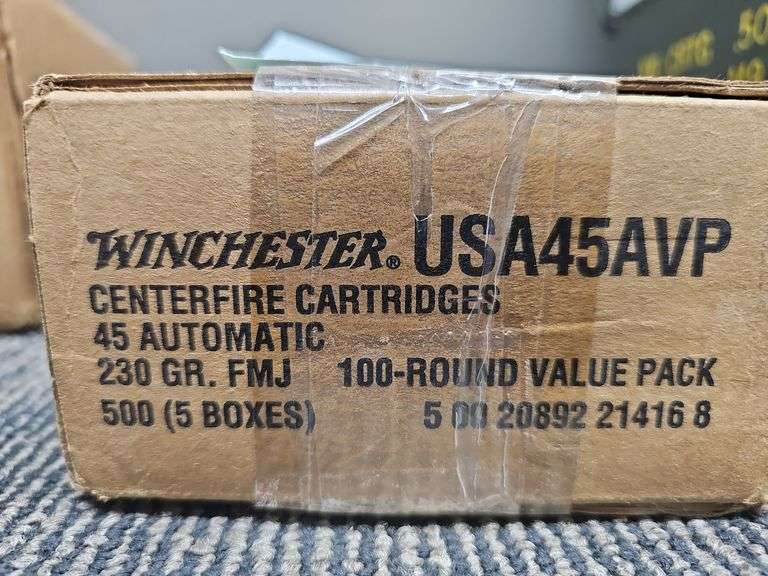 WINCHESTER® USA45AVP
CENTERFIRE CARTRIDGES
45 AUTOMATIC
230 GR. FMJ 100-ROUND VALUE PACK
500 (5 BOXES) 5 00 20892 21416 8
50